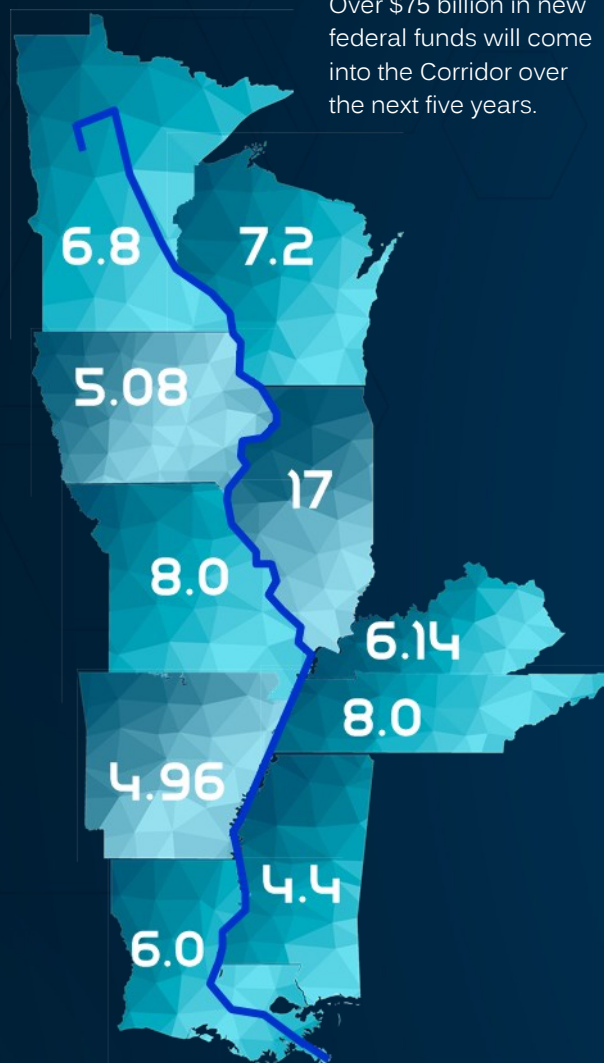 Over $75 billion in new
federal funds will come
into the Corridor over
the next five years.
6.8
7.2
5.08
17
8.0
6.14
8.0
4.96
4.4
6.0